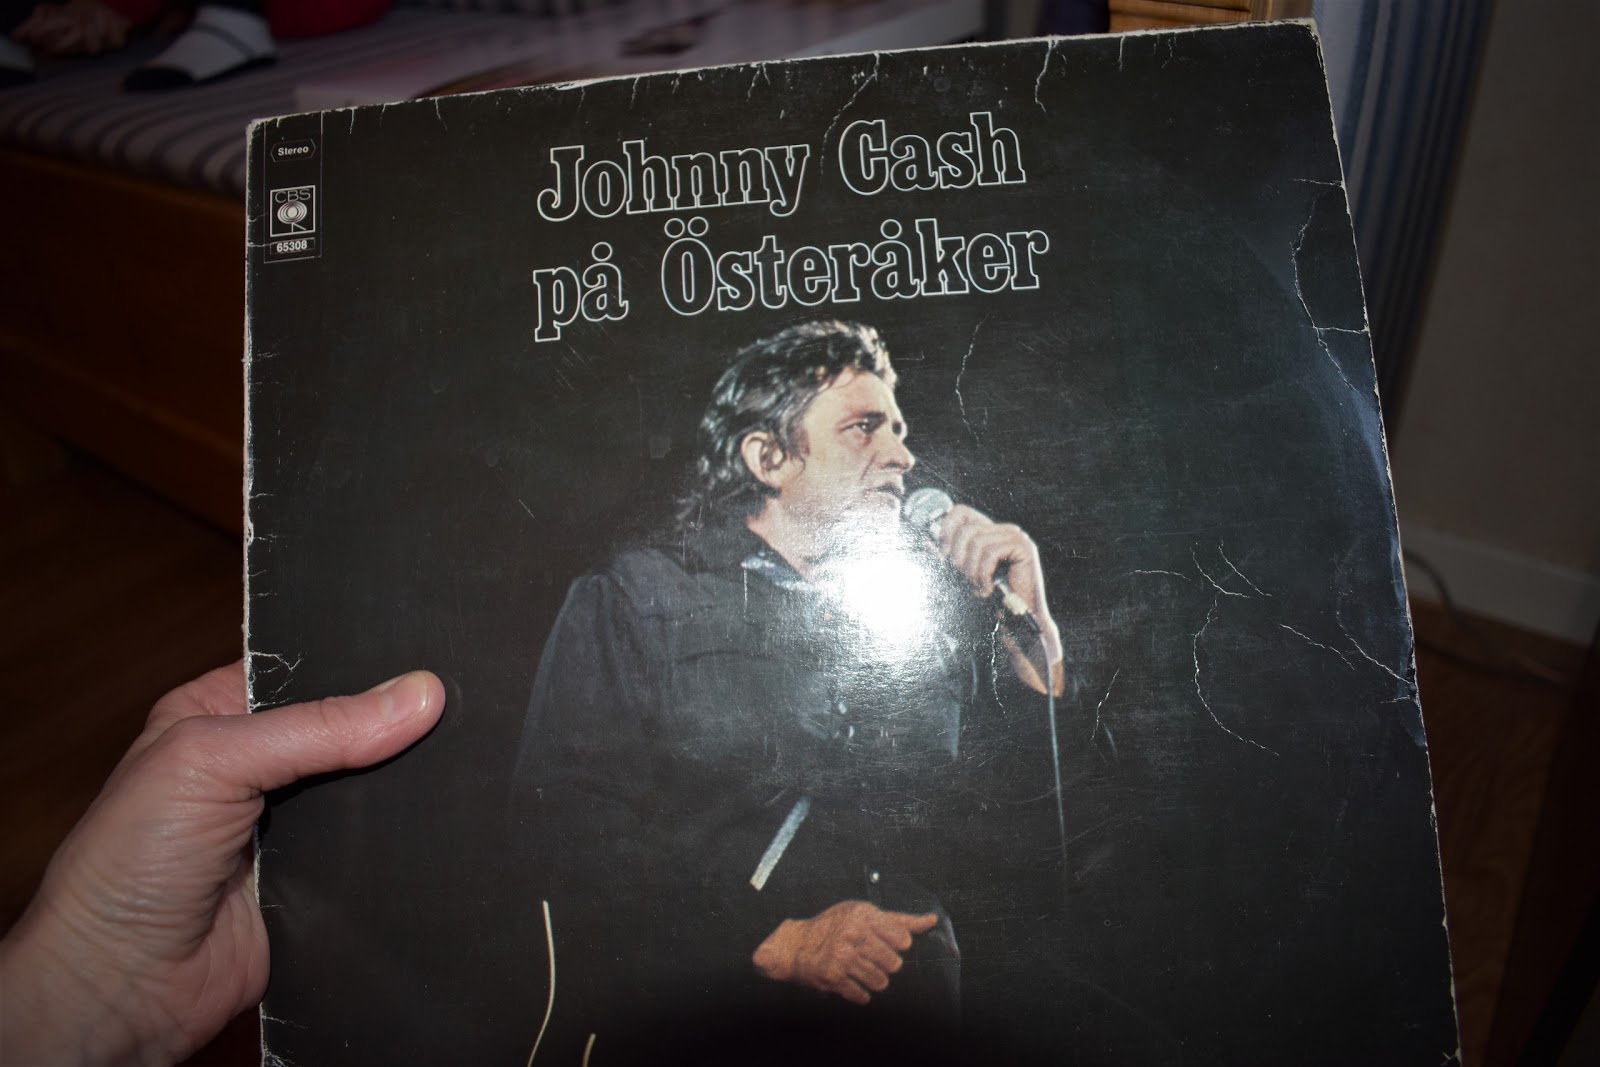 Stereo
CBS
65308
Johnny Cash
på Österåker